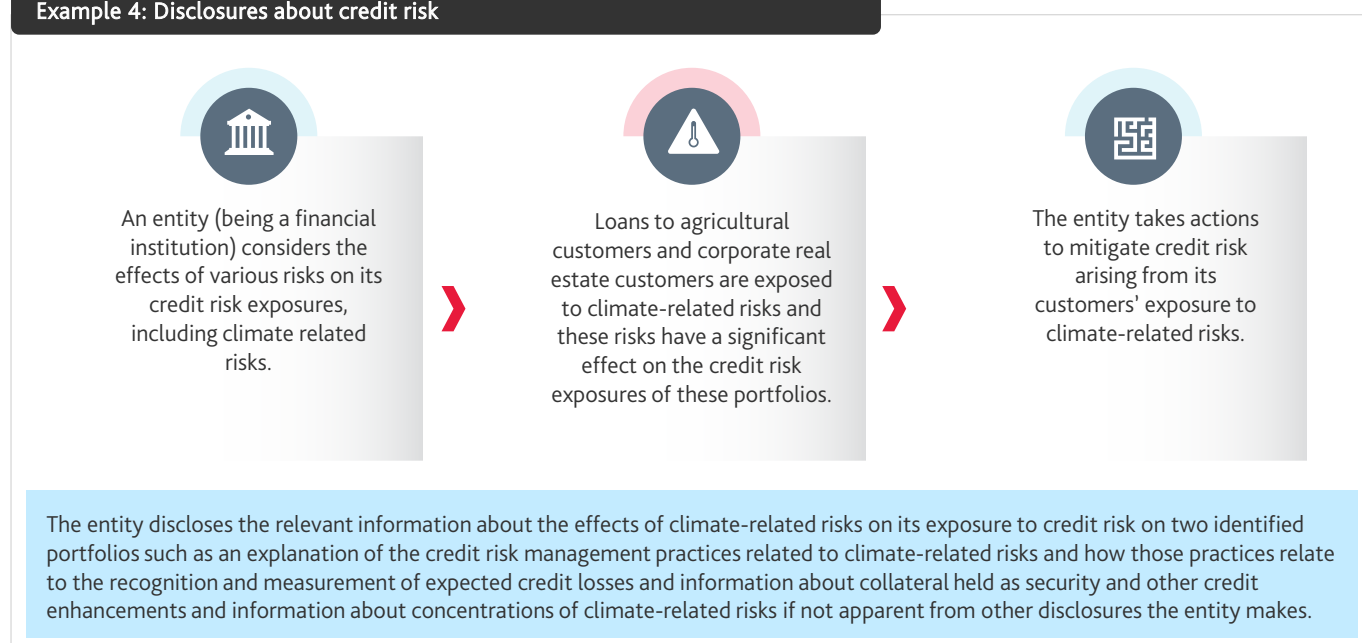 Example 4: Disclosures about credit risk
An entity (being a financial
institution) considers the
effects of various risks on its
credit risk exposures,
including climate related
risks.
Loans to agricultural
customers and corporate real
estate customers are exposed
to climate-related risks and
these risks have a significant
effect on the credit risk
exposures of these portfolios.
The entity takes actions
to mitigate credit risk
arising from its
customers' exposure to
climate-related risks.
The entity discloses the relevant information about the effects of climate-related risks on its exposure to credit risk on two identified
portfolios such as an explanation of the credit risk management practices related to climate-related risks and how those practices relate
to the recognition and measurement of expected credit losses and information about collateral held as security and other credit
enhancements and information about concentrations of climate-related risks if not apparent from other disclosures the entity makes.